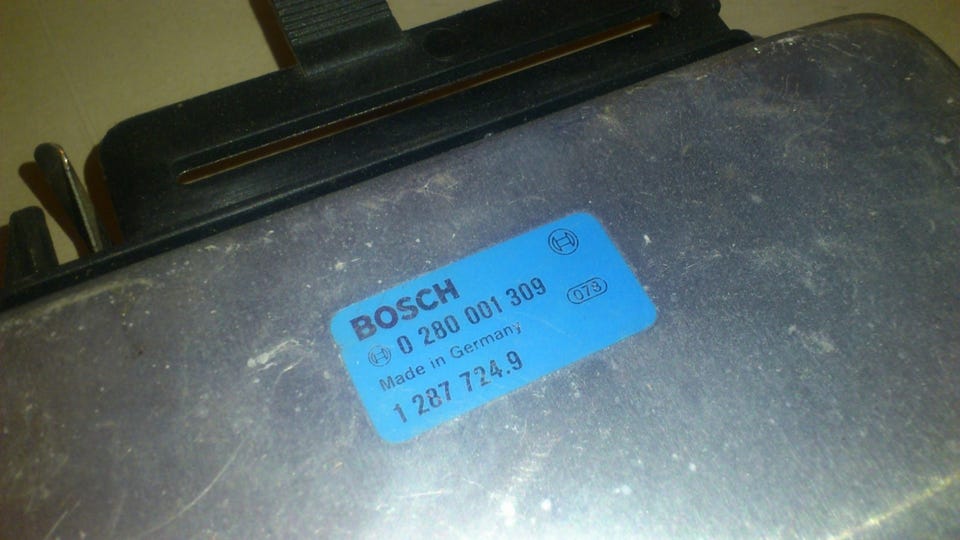 BOSCH
0 280 001 309
073
Made in Germany
1 287 724.9